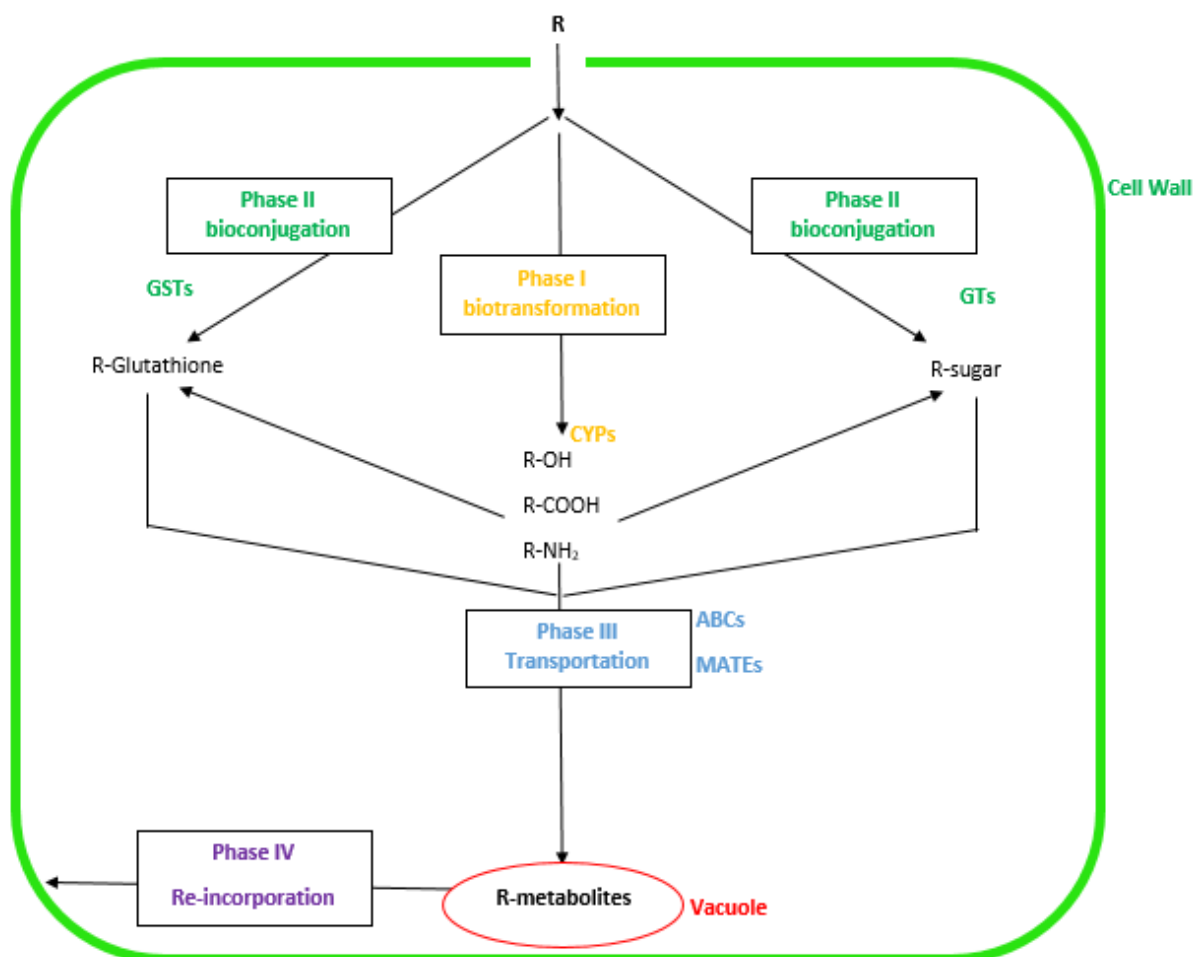 R
Cell Wall
Phase II
bioconjugation
Phase II
bioconjugation
Phase I
biotransformation
GSTs
GTs
R-Glutathione
R-sugar
CYPs
R-OH
R-COOH
R-NH₂
Phase III
Transportation
ABCs
MATEs
Phase IV
Re-incorporation
R-metabolites
Vacuole